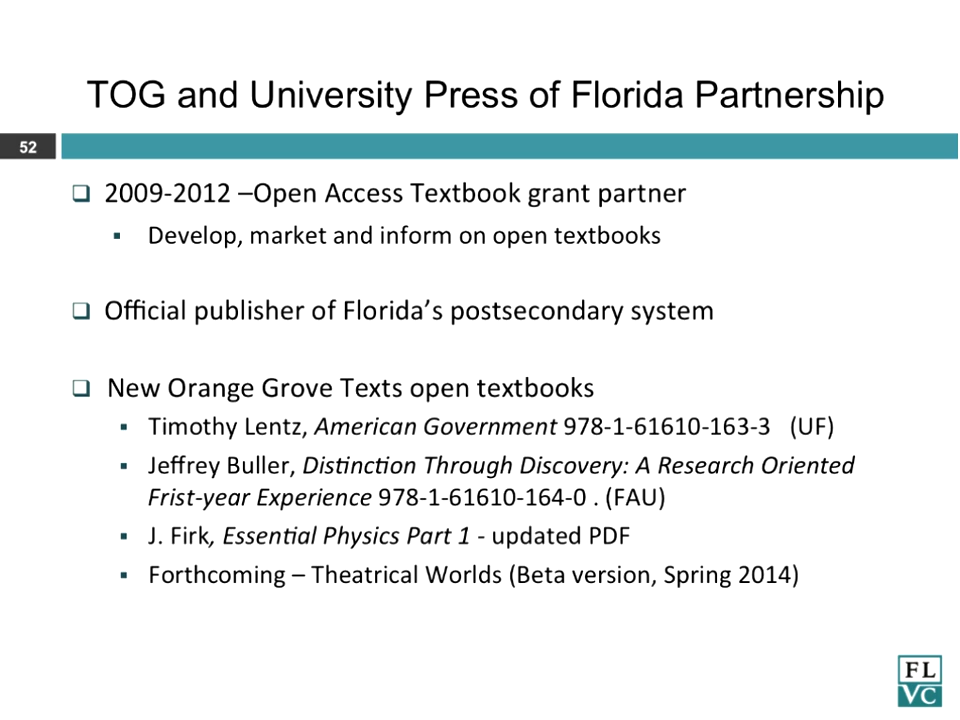 TOG and University Press of Florida Partnership
52
2009-2012 –Open Access Textbook grant partner
Develop, market and inform on open textbooks
Official publisher of Florida’s postsecondary system
New Orange Grove Texts open textbooks
Timothy Lentz, American Government 978-1-61610-163-3 (UF)
Jeffrey Buller, Distinction Through Discovery: A Research Oriented
Frist-year Experience 978-1-61610-164-0 . (FAU)
J. Firk, Essential Physics Part 1 - updated PDF
Forthcoming – Theatrical Worlds (Beta version, Spring 2014)
FL
VC